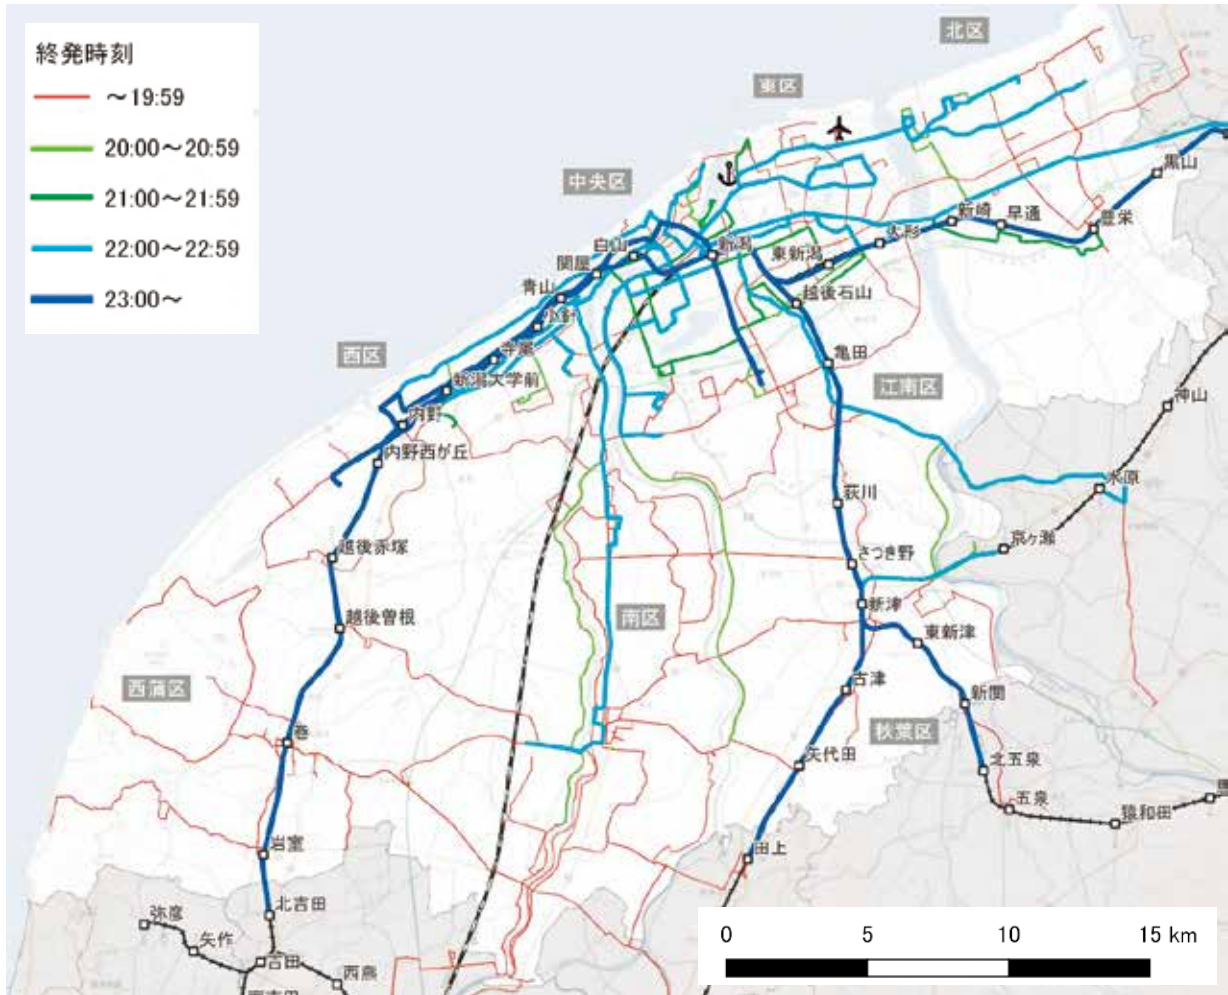 終発時刻
～19:59
20:00～20:59
21:00～21:59
22:00～22:59
23:00～
北区
東区
中央区
西区
江南区
南区
西蒲区
秋葉区
黒山
豊栄
早通
新崎
大形
東新潟
新潟
白山
関屋
青山
小針
寺尾
新潟大学前
内野
内野西が丘
越後赤塚
越後曽根
巻
岩室
北吉田
吉田
弥彦
矢作
西燕
南吉田
越後石山
亀田
荻川
さつき野
新津
古津
矢代田
田上
東新津
新関
北五泉
五泉
猿和田
神山
水原
京ヶ瀬
0 5 10 15 km